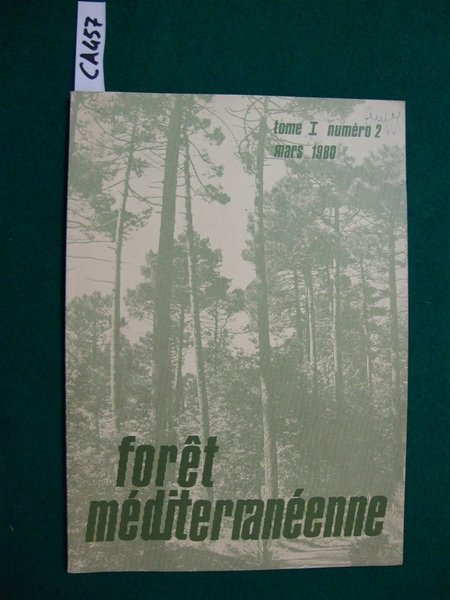 CA457
tome I numéro 2
mars 1980
forêt
méditerranéenne